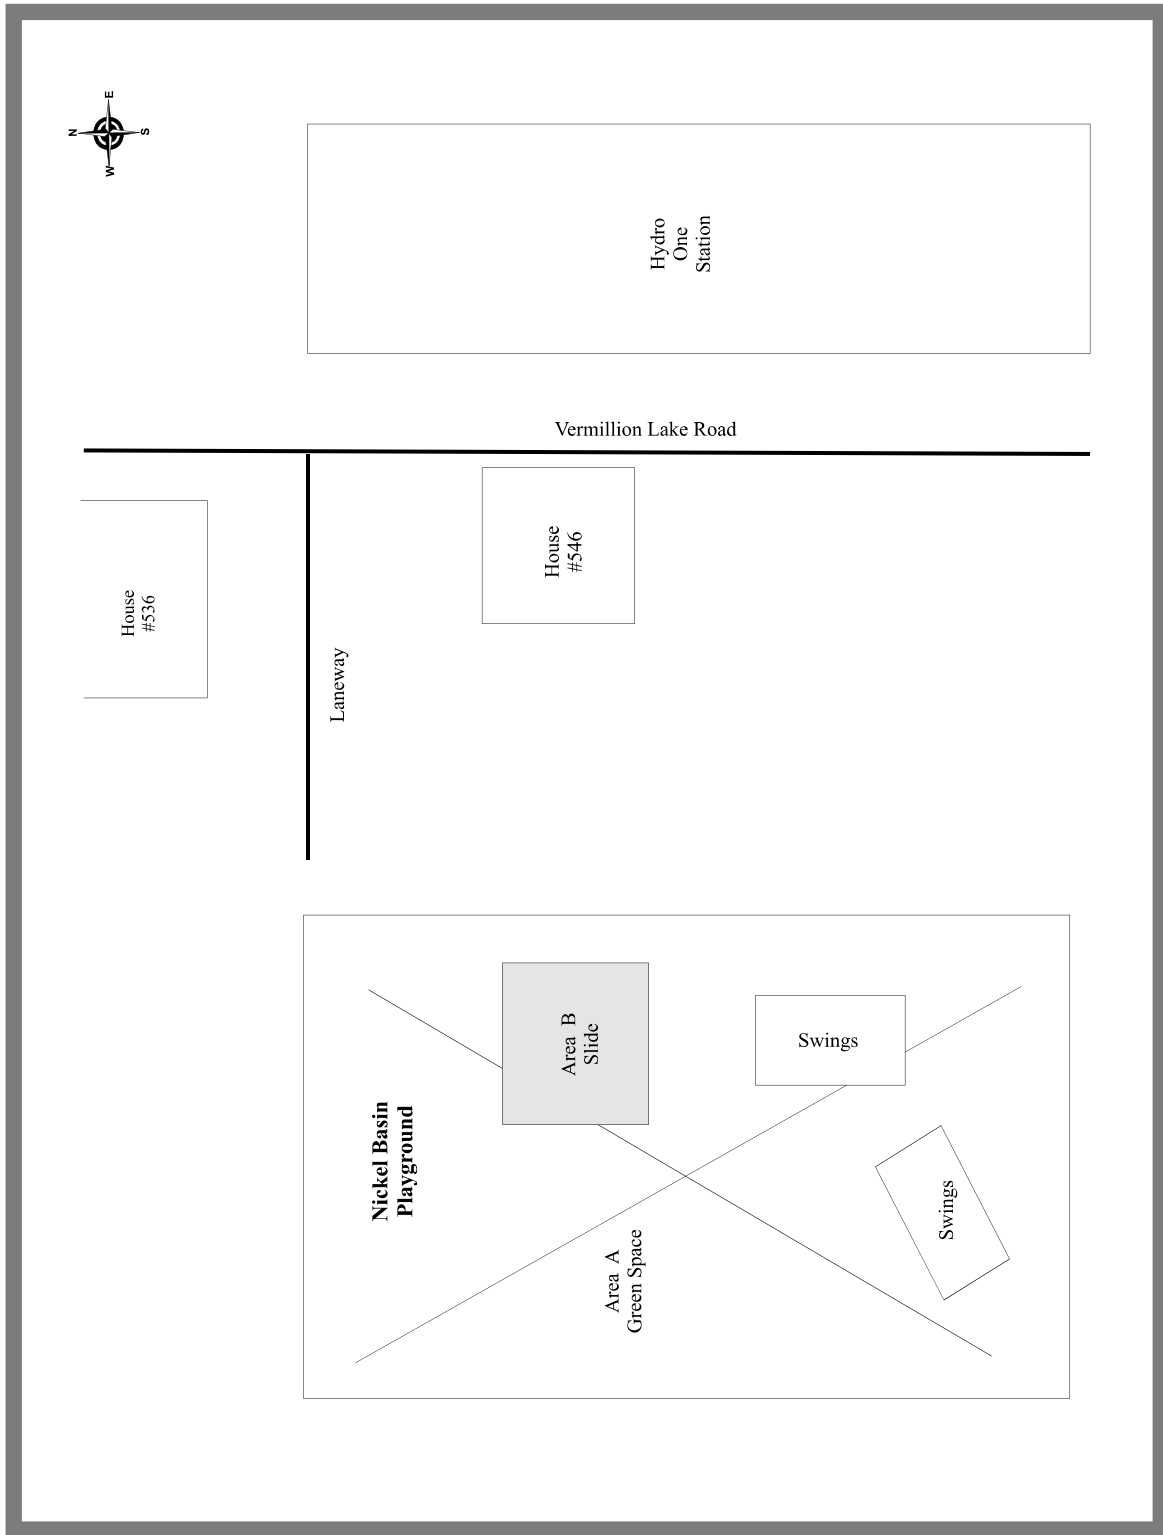 E
N
S
W
Hydro
One
Station
Vermillion Lake Road
House
#546
House
#536
Laneway
Area B
Slide
Swings
Nickel Basin
Playground
Swings
Area A
Green Space